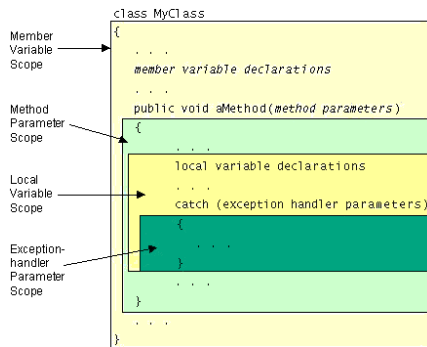 class MyClass
{
. . .
member variable declarations
. . .
public void aMethod(method parameters)
{
. . .
local variable declarations
. . .
catch (exception handler parameters)
{
. . .
}
. . .
}
. . .
}
Member
Variable
Scope
Method
Parameter
Scope
Local
Variable
Scope
Exception-
handler
Parameter
Scope